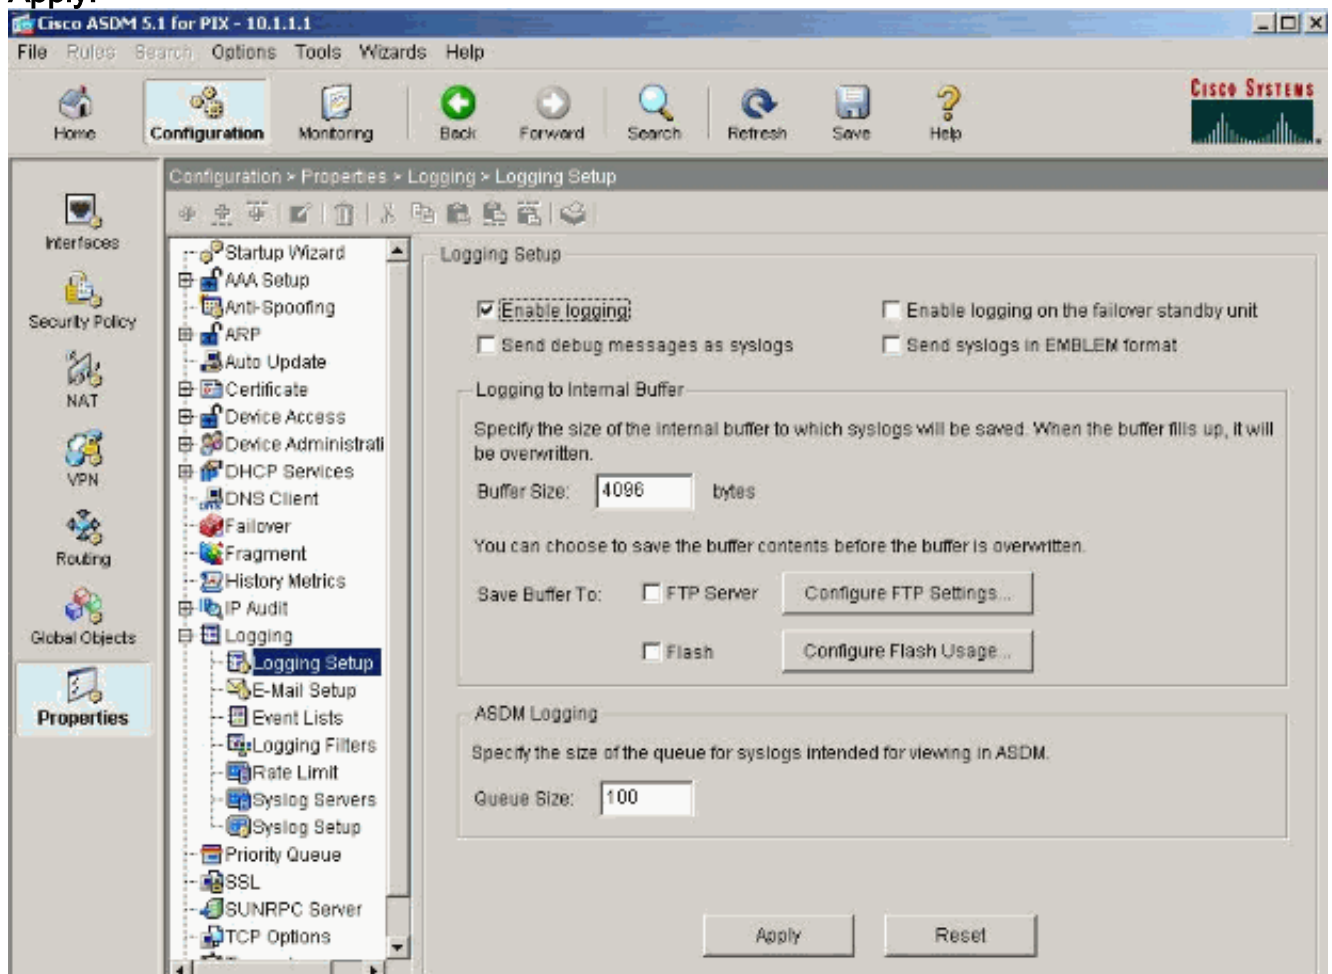 Apply.
Cisco ASDM 5.1 for PIX - 10.1.1.1
File Rules Search Options Tools Wizards Help
Home Configuration Monitoring Back Forward Search Refresh Save Help
CISCO SYSTEMS
Configuration > Properties > Logging > Logging Setup
Interfaces
Security Policy
NAT
VPN
Routing
Global Objects
Properties
Startup Wizard
AAA Setup
Anti-Spoofing
ARP
Auto Update
Certificate
Device Access
Device Administrati
DHCP Services
DNS Client
Failover
Fragment
History Metrics
IP Audit
Logging
Logging Setup
E-Mail Setup
Event Lists
Logging Filters
Rate Limit
Syslog Servers
Syslog Setup
Priority Queue
SSL
SUNRPC Server
TCP Options
Logging Setup
Enable logging
Enable logging on the failover standby unit
Send debug messages as syslogs
Send syslogs in EMBLEM format
Logging to Internal Buffer
Specify the size of the internal buffer to which syslogs will be saved. When the buffer fills up, it will
be overwritten.
Buffer Size: 4096 bytes
You can choose to save the buffer contents before the buffer is overwritten.
Save Buffer To: FTP Server Configure FTP Settings...
Flash Configure Flash Usage...
ASDM Logging
Specify the size of the queue for syslogs intended for viewing in ASDM.
Queue Size: 100
Apply Reset